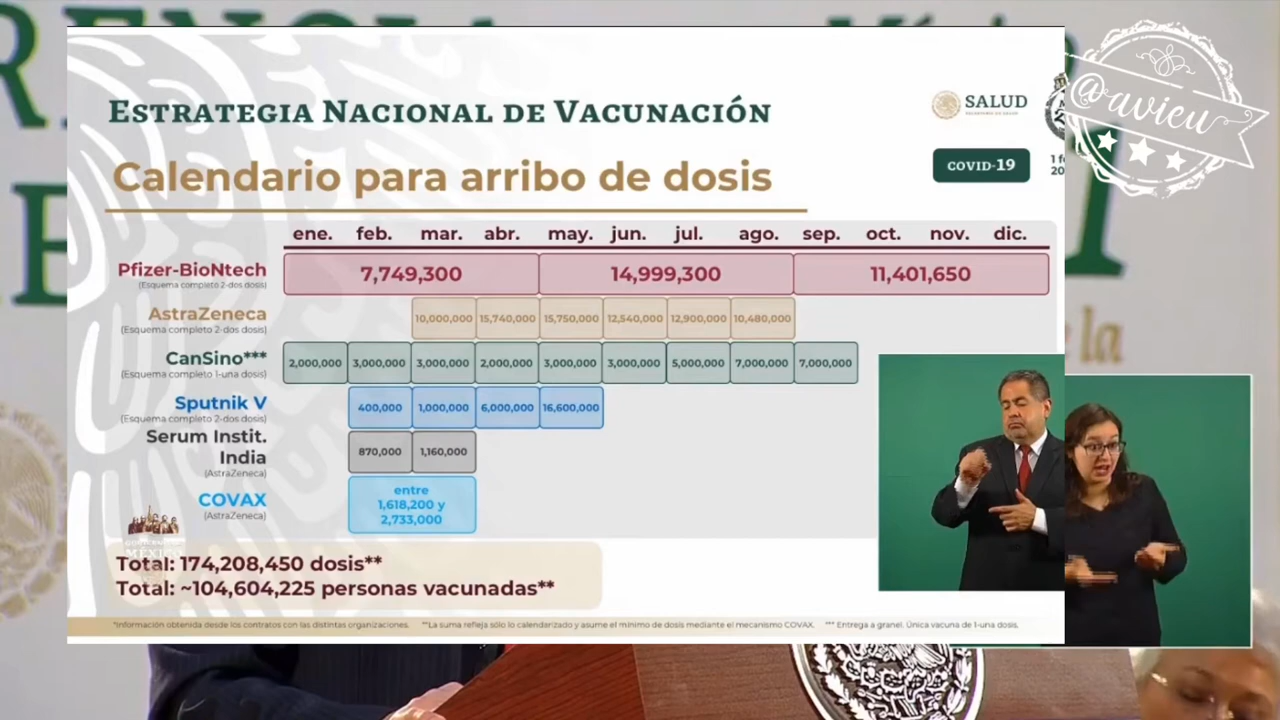 ESTRATEGIA NACIONAL DE VACUNACIÓN
SALUD
SECRETARÍA DE SALUD
@avieu
Calendario para arribo de dosis
COVID-19
ene. feb. mar. abr. may. jun. jul. ago. sep. oct. nov. dic.
Pfizer-BioNtech 7,749,300 14,999,300 11,401,650
(Esquema completo 2-dos dosis)
AstraZeneca 10,000,000 15,740,000 15,750,000 12,540,000 12,900,000 10,480,000
(Esquema completo 2-dos dosis)
CanSino*** 2,000,000 3,000,000 3,000,000 2,000,000 3,000,000 3,000,000 5,000,000 7,000,000 7,000,000
(Esquema completo 1-una dosis)
Sputnik V 400,000 1,000,000 6,000,000 16,600,000
(Esquema completo 2-dos dosis)
Serum Instit.
India 870,000 1,160,000
(AstraZeneca)
COVAX
(AstraZeneca)
entre
1,618,200 y
2,733,000
MÉXICO
Total: 174,208,450 dosis**
Total: ~104,604,225 personas vacunadas**
*Información obtenida desde los contratos con las distintas organizaciones. **La suma refleja sólo lo calendarizado y asume el mínimo de dosis mediante el mecanismo COVAX. *** Entrega a granel. Única vacuna de 1-una dosis.
de la